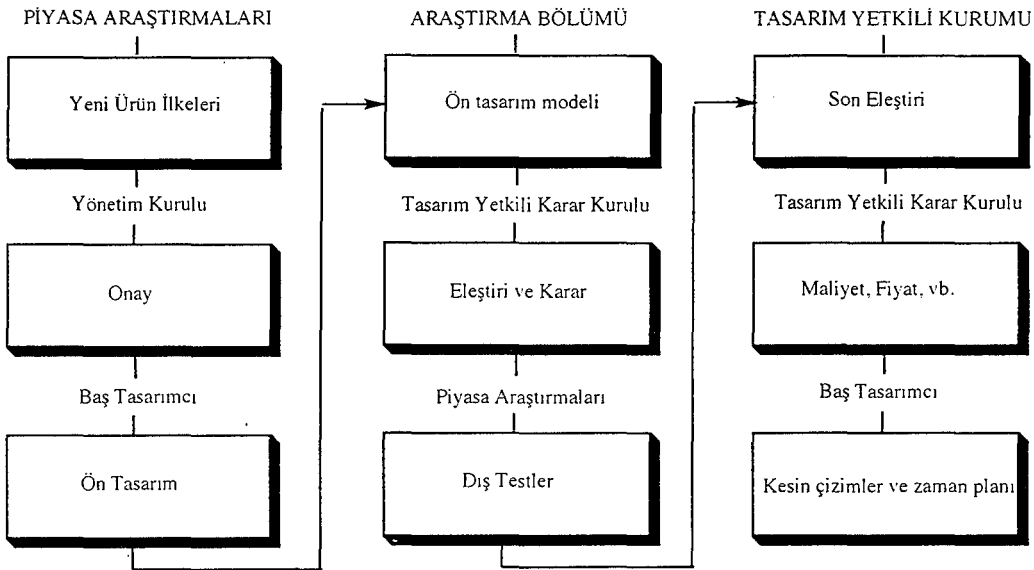 PİYASA ARAŞTIRMALARI
Yeni Ürün İlkeleri
Yönetim Kurulu
Onay
Baş Tasarımcı
Ön Tasarım
ARAŞTIRMA BÖLÜMÜ
Ön tasarım modeli
Tasarım Yetkili Karar Kurulu
Eleştiri ve Karar
Piyasa Araştırmaları
Dış Testler
TASARIM YETKİLİ KURUMU
Son Eleştiri
Tasarım Yetkili Karar Kurulu
Maliyet, Fiyat, vb.
Baş Tasarımcı
Kesin çizimler ve zaman planı